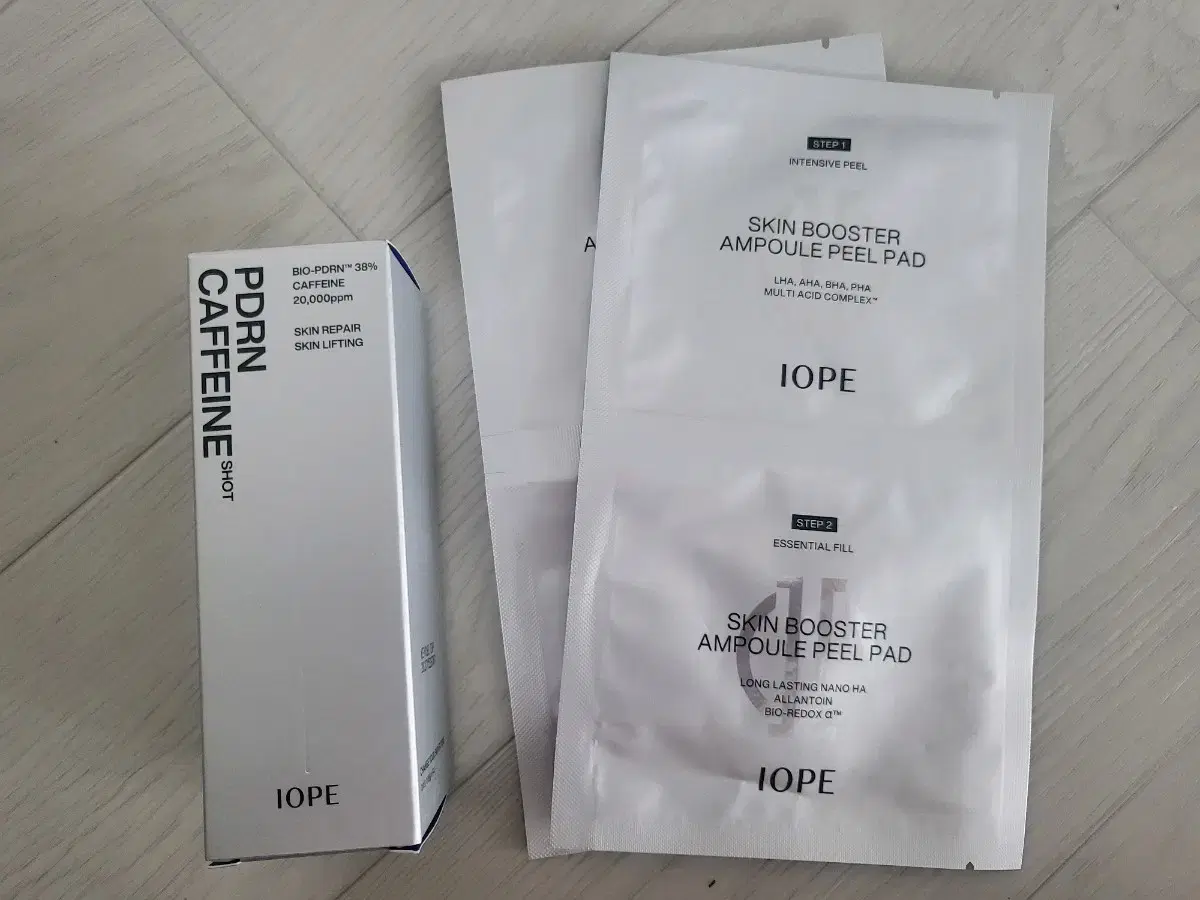 PDRN
CAFFEINE SHOT
BIO-PDRN™ 38%
CAFFEINE
20,000ppm
SKIN REPAIR
SKIN LIFTING
IOPE
A
STEP 1
INTENSIVE PEEL
SKIN BOOSTER
AMPOULE PEEL PAD
LHA, AHA, BHA, PHA
MULTI ACID COMPLEX™
IOPE
STEP 2
ESSENTIAL FILL
SKIN BOOSTER
AMPOULE PEEL PAD
LONG LASTING NANO HA
ALLANTOIN
BIO-REDOX α™
IOPE